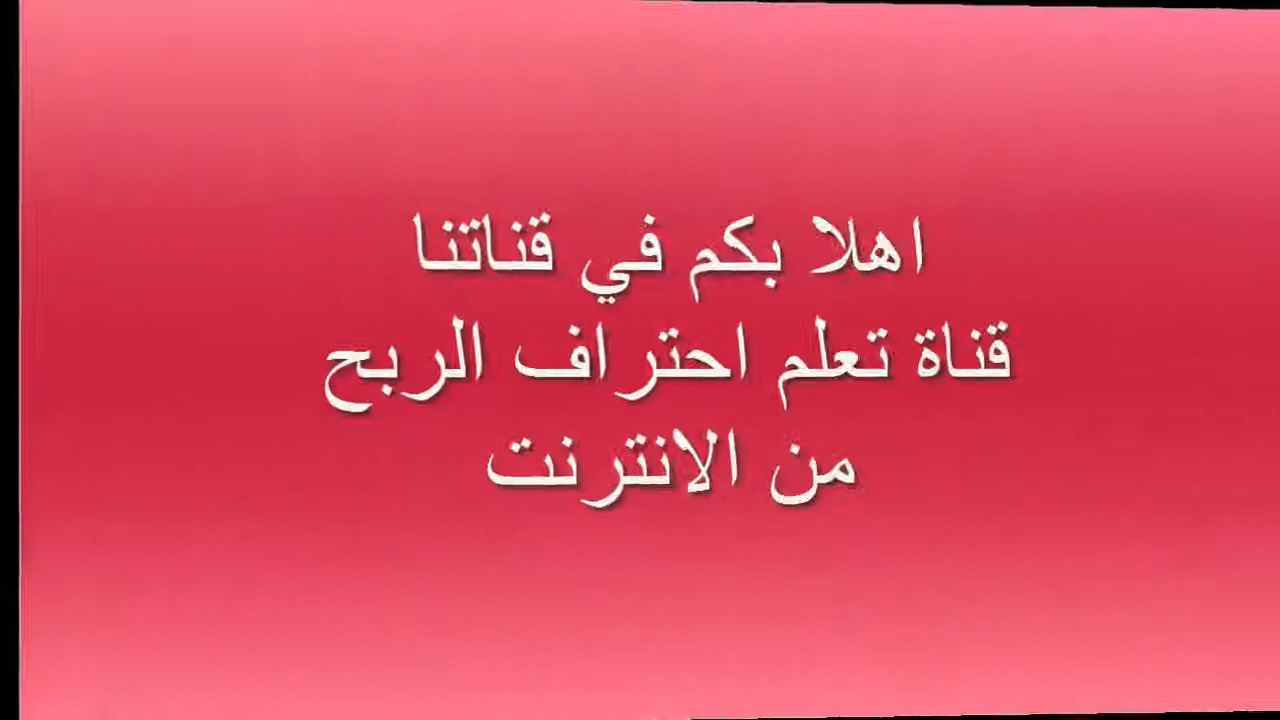 اهلا بكم في قناتنا
قناة تعلم احتراف الربح
من الانترنت